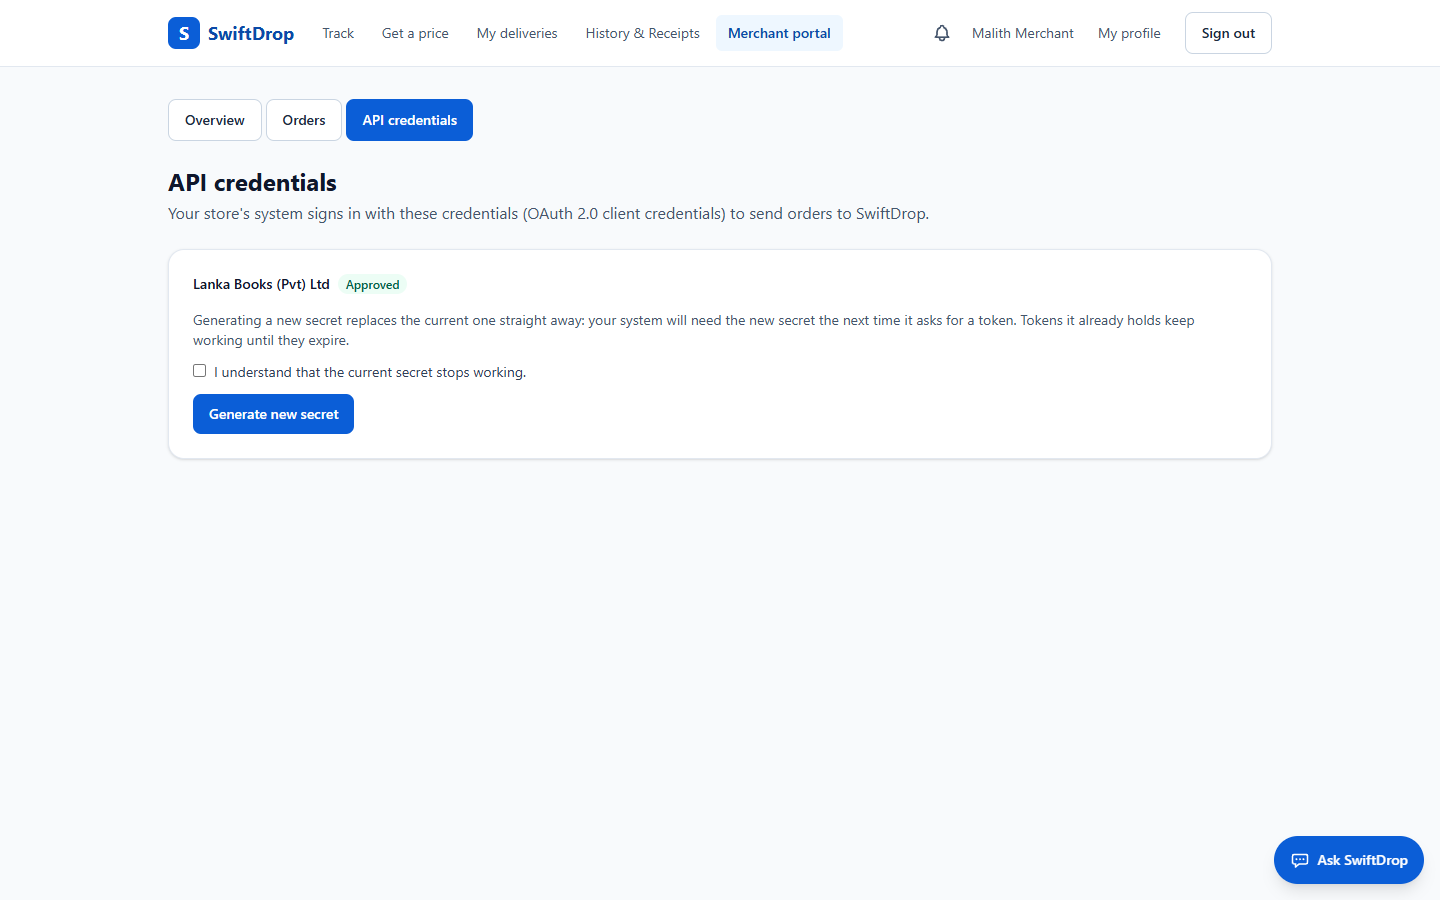 S SwiftDrop Track Get a price My deliveries History & Receipts Merchant portal Malith Merchant My profile Sign out
Overview Orders API credentials
API credentials
Your store's system signs in with these credentials (OAuth 2.0 client credentials) to send orders to SwiftDrop.
Lanka Books (Pvt) Ltd Approved
Generating a new secret replaces the current one straight away: your system will need the new secret the next time it asks for a token. Tokens it already holds keep
working until they expire.
I understand that the current secret stops working.
Generate new secret
Ask SwiftDrop